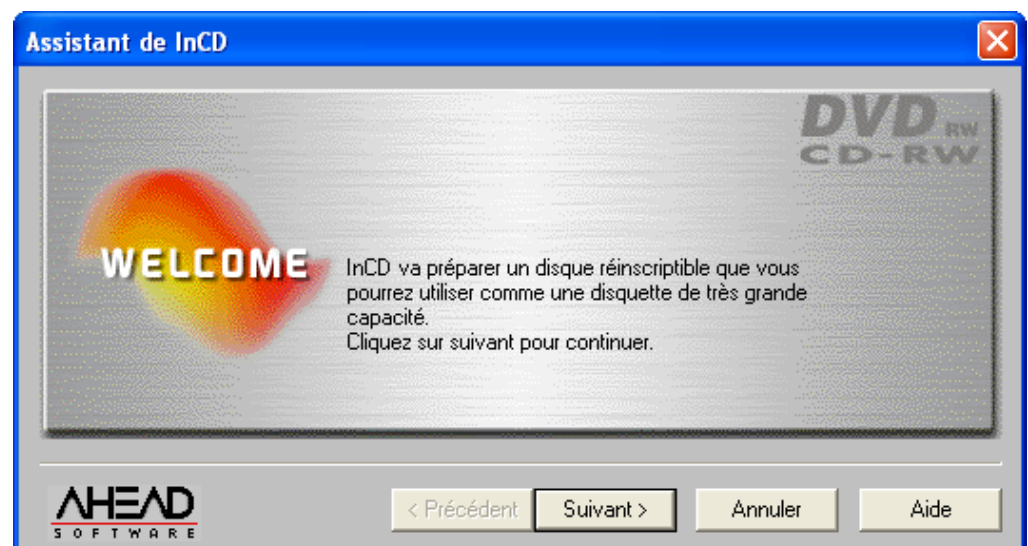 Assistant de InCD
DVD RW
CD-RW
WELCOME
InCD va préparer un disque réinscriptible que vous
pourrez utiliser comme une disquette de très grande
capacité.
Cliquez sur suivant pour continuer.
AHEAD
SOFTWARE
< Précédent
Suivant >
Annuler
Aide